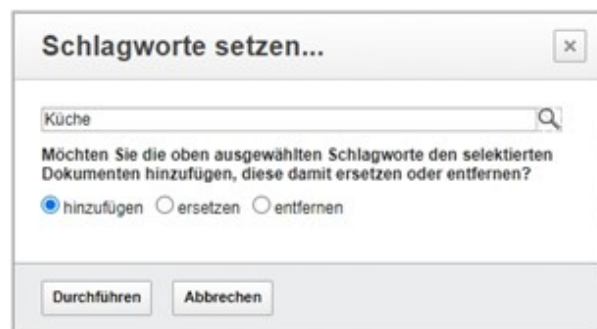 Schlagworte setzen...
Küche
Möchten Sie die oben ausgewählten Schlagworte den selektierten
Dokumenten hinzufügen, diese damit ersetzen oder entfernen?
hinzufügen ersetzen entfernen
Durchführen Abbrechen